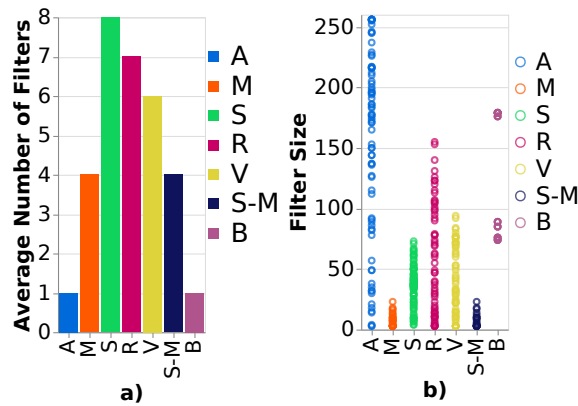 Average Number of Filters
8
7
6
5
4
3
2
1
0
A
M
S
R
V
S-M
B
A
M
S
R
V
S-M
B
a)
Filter Size
250
200
150
100
50
0
A
M
S
R
V
S-M
B
A
M
S
R
V
S-M
B
b)